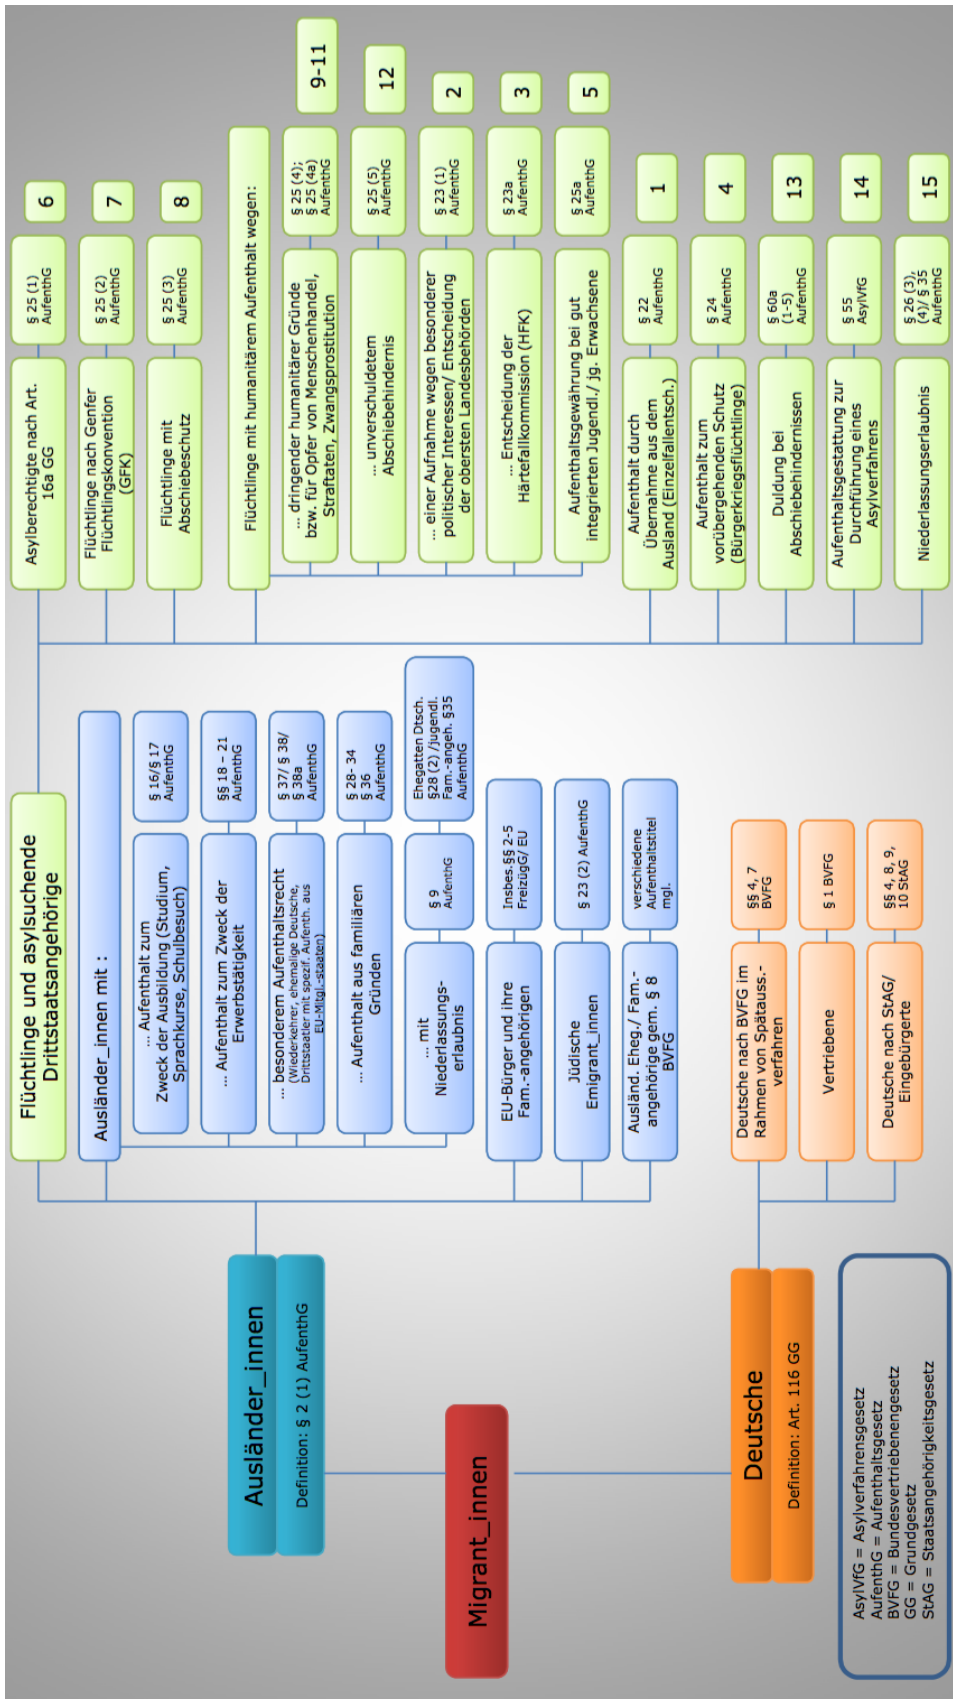 Migrant_innen
Ausländer_innen
Definition: § 2 (1) AufenthG
Flüchtlinge und asylsuchende
Drittstaatsangehörige
Asylberechtigte nach Art.
16a GG
§ 25 (1)
AufenthG
6
Flüchtlinge nach Genfer
Flüchtlingskonvention
(GFK)
§ 25 (2)
AufenthG
7
Flüchtlinge mit
Abschiebeschutz
§ 25 (3)
AufenthG
8
Flüchtlinge mit humanitärem Aufenthalt wegen:
... dringender humanitärer Gründe
bzw. für Opfer von Menschenhandel,
Straftaten, Zwangsprostitution
§ 25 (4);
§ 25 (4a)
AufenthG
9-11
... unverschuldetem
Abschiebehindernis
§ 25 (5)
AufenthG
12
... einer Aufnahme wegen besonderer
politischer Interessen/ Entscheidung
der obersten Landesbehörden
§ 23 (1)
AufenthG
2
... Entscheidung der
Härtefallkommission (HFK)
§ 23a
AufenthG
3
Aufenthaltsgewährung bei gut
integrierten Jugendl./ jg. Erwachsene
§ 25a
AufenthG
5
Aufenthalt durch
Übernahme aus dem
Ausland (Einzelfallentsch.)
§ 22
AufenthG
1
Aufenthalt zum
vorübergehenden Schutz
(Bürgerkriegsflüchtlinge)
§ 24
AufenthG
4
Duldung bei
Abschiebehindernissen
§ 60a
(1-5)
AufenthG
13
Aufenthaltsgestattung zur
Durchführung eines
Asylverfahrens
§ 55
AsylVfG
14
Niederlassungserlaubnis
§ 26 (3),
(4)/ § 35
AufenthG
15
Ausländer_innen mit :
... Aufenthalt zum
Zweck der Ausbildung (Studium,
Sprachkurse, Schulbesuch)
§ 16/§ 17
AufenthG
... Aufenthalt zum Zweck der
Erwerbstätigkeit
§§ 18 – 21
AufenthG
... besonderem Aufenthaltsrecht
(Wiederkehrer, ehemalige Deutsche,
Drittstaatler mit spezif. Aufenth. aus
EU-Mitgl.-staaten)
§ 37/ § 38/
§ 38a
AufenthG
... Aufenthalt aus familiären
Gründen
§ 28- 34
§ 36
AufenthG
... mit
Niederlassungs-
erlaubnis
§ 9
AufenthG
Ehegatten Dtsch.
§28 (2) /jugendl.
Fam.-angeh. §35
AufenthG
EU-Bürger und ihre
Fam.-angehörigen
Insbes.§§ 2-5
FreizügG/ EU
Jüdische
Emigrant_innen
§ 23 (2) AufenthG
Ausländ. Eheg./ Fam.-
angehörige gem. § 8
BVFG
verschiedene
Aufenthaltstitel
mgl.
Deutsche
Definition: Art. 116 GG
Deutsche nach BVFG im
Rahmen von Spätauss.-
verfahren
§§ 4, 7
BVFG
Vertriebene
§ 1 BVFG
Deutsche nach StAG/
Eingebürgerte
§§ 4, 8, 9,
10 StAG
AsylVfG = Asylverfahrensgesetz
AufenthG = Aufenthaltsgesetz
BVFG = Bundesvertriebenengesetz
GG = Grundgesetz
StAG = Staatsangehörigkeitsgesetz